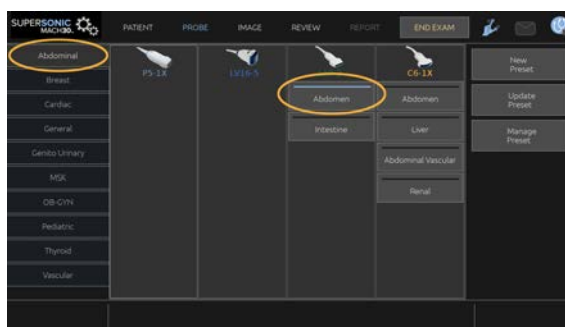 SUPERSONIC
MACH30.
PATIENT PROBE IMAGE REVIEW REPORT END EXAM
Abdominal
Breast
Cardiac
General
Genito Urinary
MSK
OB-GYN
Pediatric
Thyroid
Vascular
P5-1X
LV16-5
C6-1X
Abdomen
Intestine
Abdomen
Liver
Abdominal Vascular
Renal
New
Preset
Update
Preset
Manage
Preset